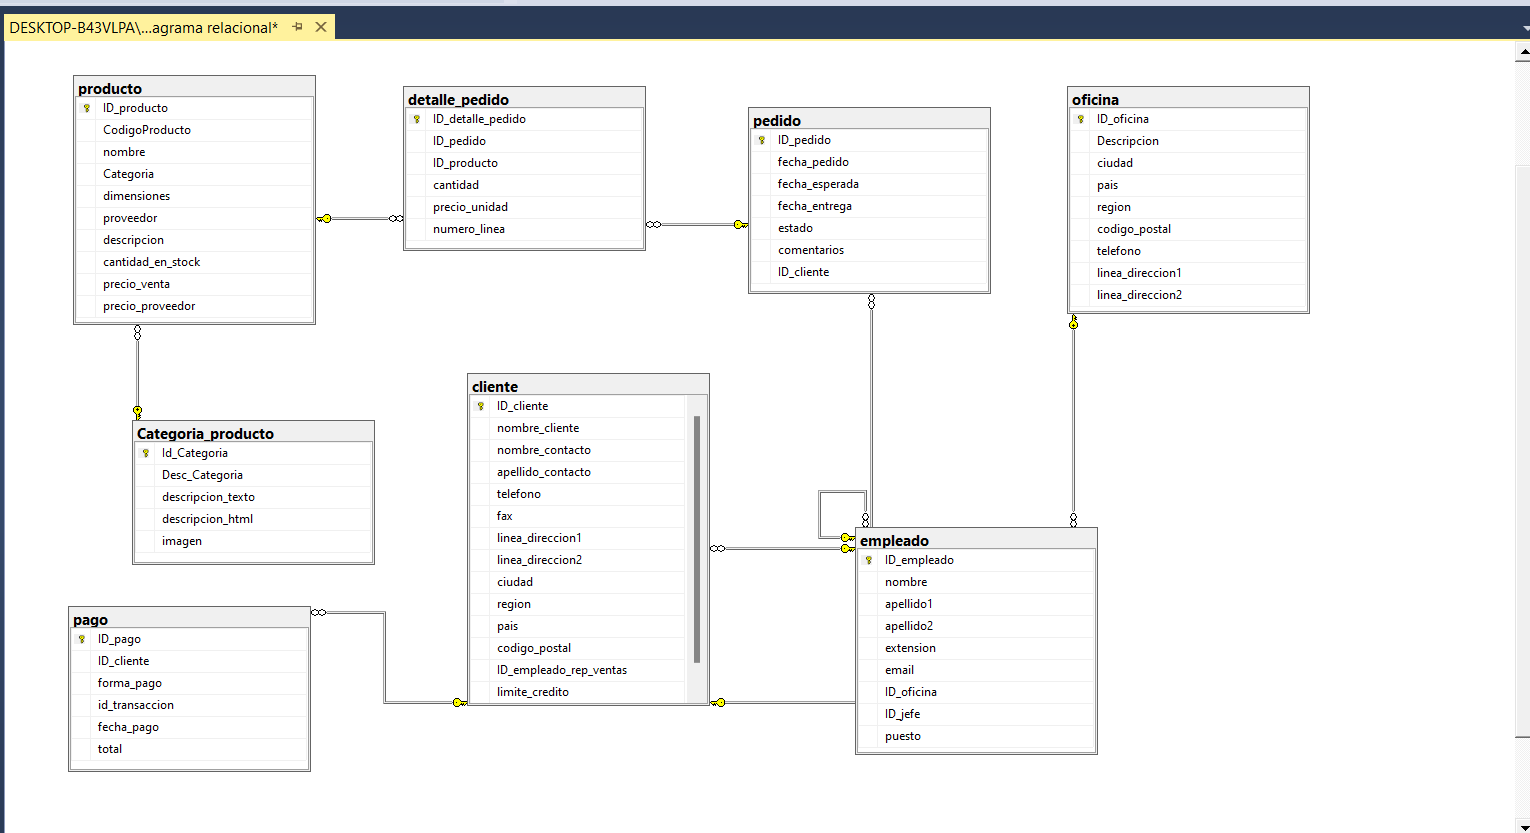 DESKTOP-B43VLPA\...agrama relacional*
producto
ID_producto
CodigoProducto
nombre
Categoria
dimensiones
proveedor
descripcion
cantidad_en_stock
precio_venta
precio_proveedor
detalle_pedido
ID_detalle_pedido
ID_pedido
ID_producto
cantidad
precio_unidad
numero_linea
pedido
ID_pedido
fecha_pedido
fecha_esperada
fecha_entrega
estado
comentarios
ID_cliente
oficina
ID_oficina
Descripcion
ciudad
pais
region
codigo_postal
telefono
linea_direccion1
linea_direccion2
Categoria_producto
Id_Categoria
Desc_Categoria
descripcion_texto
descripcion_html
imagen
cliente
ID_cliente
nombre_cliente
nombre_contacto
apellido_contacto
telefono
fax
linea_direccion1
linea_direccion2
ciudad
region
pais
codigo_postal
ID_empleado_rep_ventas
limite_credito
empleado
ID_empleado
nombre
apellido1
apellido2
extension
email
ID_oficina
ID_jefe
puesto
pago
ID_pago
ID_cliente
forma_pago
id_transaccion
fecha_pago
total